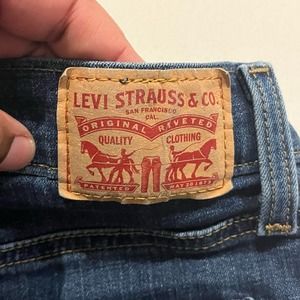 LEVI STRAUSS & CO.
SAN FRANCISCO
CAL.
ORIGINAL RIVETED
QUALITY CLOTHING
PATENTED MAY 20 1873